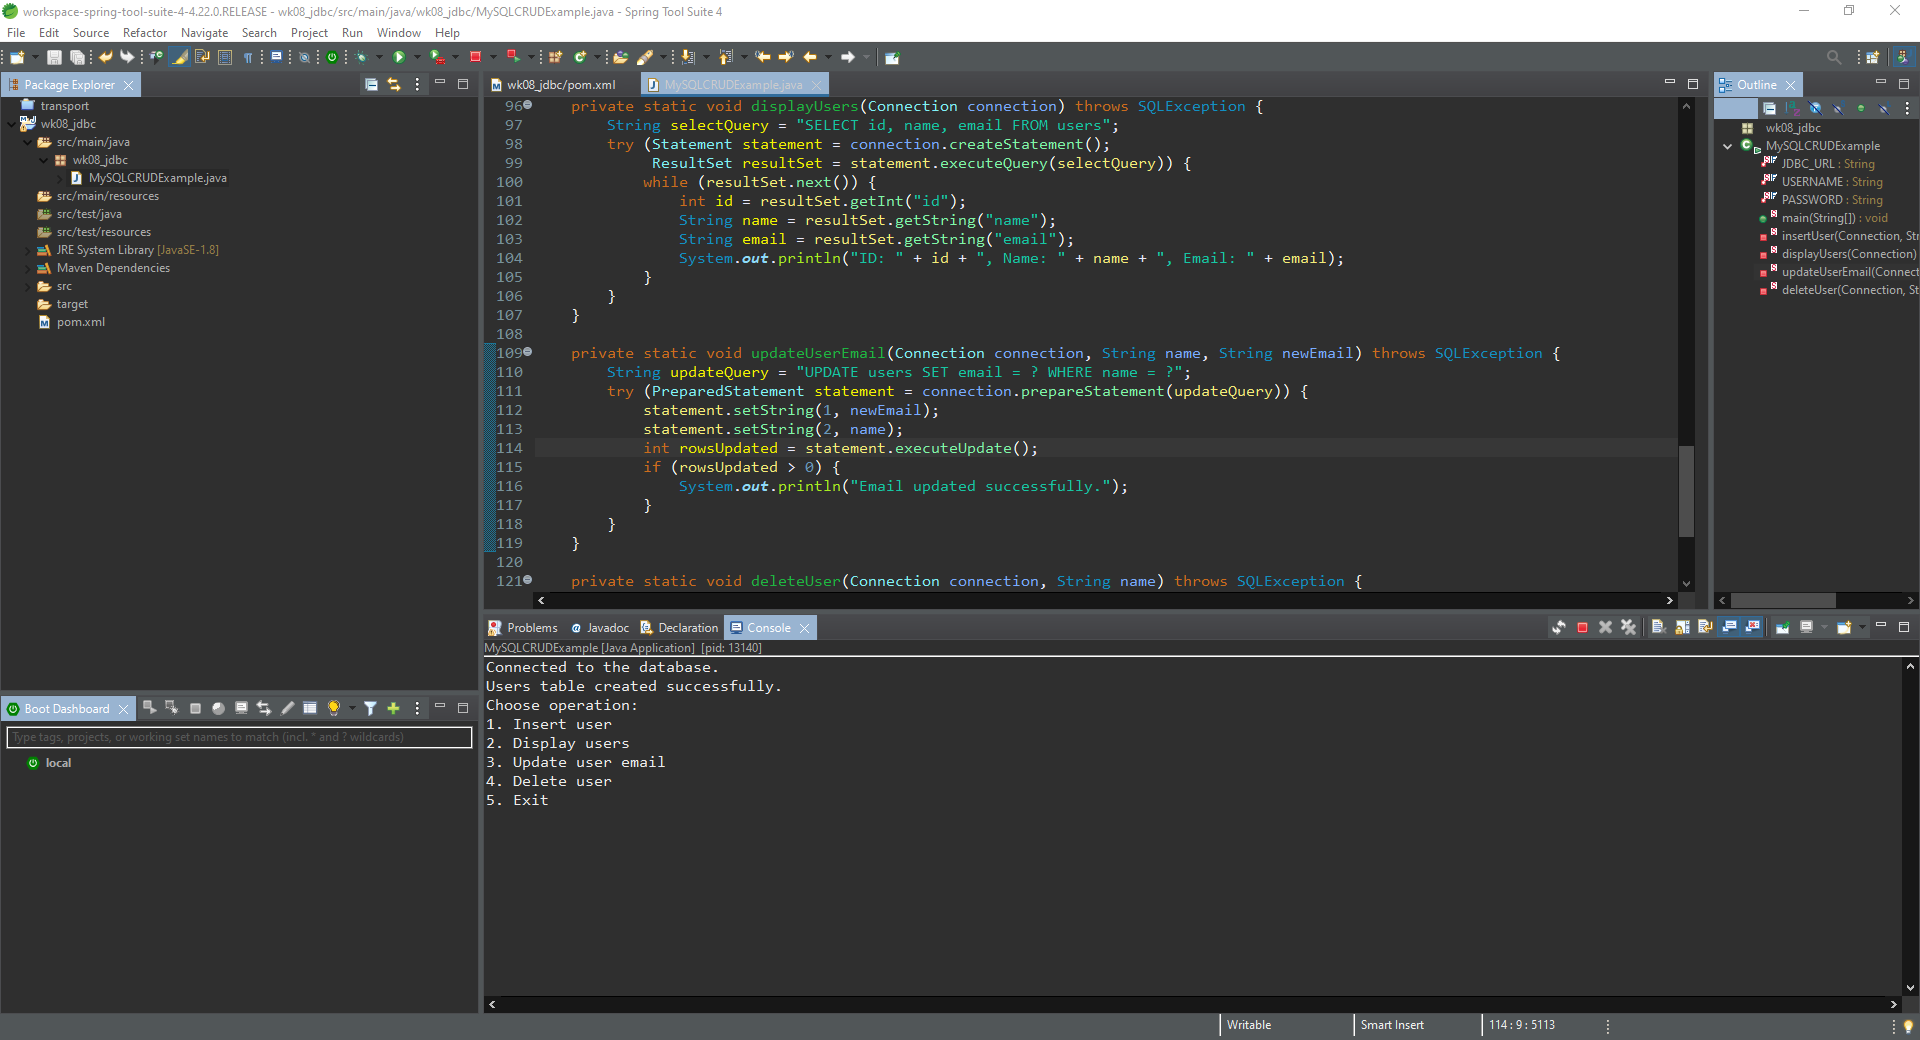 workspace-spring-tool-suite-4-4.22.0.RELEASE - wk08_jdbc/src/main/java/wk08_jdbc/MySQLCRUDExample.java - Spring Tool Suite 4
File Edit Source Refactor Navigate Search Project Run Window Help
Package Explorer
transport
wk08_jdbc
src/main/java
wk08_jdbc
MySQLCRUDExample.java
src/main/resources
src/test/java
src/test/resources
JRE System Library [JavaSE-1.8]
Maven Dependencies
src
target
pom.xml
Boot Dashboard
Type tags, projects, or working set names to match (incl. * and ? wildcards)
local
wk08_jdbc/pom.xml MySQLCRUDExample.java
96 private static void displayUsers(Connection connection) throws SQLException {
97 String selectQuery = "SELECT id, name, email FROM users";
98 try (Statement statement = connection.createStatement();
99 ResultSet resultSet = statement.executeQuery(selectQuery)) {
100 while (resultSet.next()) {
101 int id = resultSet.getInt("id");
102 String name = resultSet.getString("name");
103 String email = resultSet.getString("email");
104 System.out.println("ID: " + id + ", Name: " + name + ", Email: " + email);
105 }
106 }
107 }
108
109 private static void updateUserEmail(Connection connection, String name, String newEmail) throws SQLException {
110 String updateQuery = "UPDATE users SET email = ? WHERE name = ?";
111 try (PreparedStatement statement = connection.prepareStatement(updateQuery)) {
112 statement.setString(1, newEmail);
113 statement.setString(2, name);
114 int rowsUpdated = statement.executeUpdate();
115 if (rowsUpdated > 0) {
116 System.out.println("Email updated successfully.");
117 }
118 }
119 }
120
121 private static void deleteUser(Connection connection, String name) throws SQLException {
Outline
wk08_jdbc
MySQLCRUDExample
JDBC_URL : String
USERNAME : String
PASSWORD : String
main(String[]) : void
insertUser(Connection, Str
displayUsers(Connection)
updateUserEmail(Connect
deleteUser(Connection, St
Problems Javadoc Declaration Console
MySQLCRUDExample [Java Application] [pid: 13140]
Connected to the database.
Users table created successfully.
Choose operation:
1. Insert user
2. Display users
3. Update user email
4. Delete user
5. Exit
Writable Smart Insert 114 : 9 : 5113